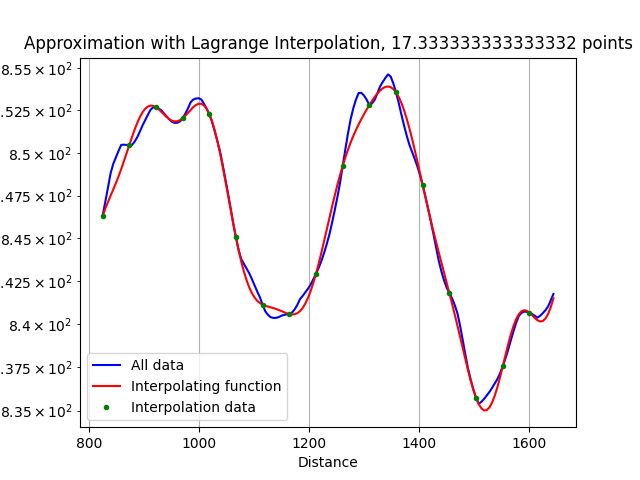 Approximation with Lagrange Interpolation, 17.333333333333332 points
8.55 × 10²
.525 × 10²
8.5 × 10²
.475 × 10²
8.45 × 10²
.425 × 10²
8.4 × 10²
.375 × 10²
8.35 × 10²
All data
Interpolating function
Interpolation data
800 1000 1200 1400 1600
Distance